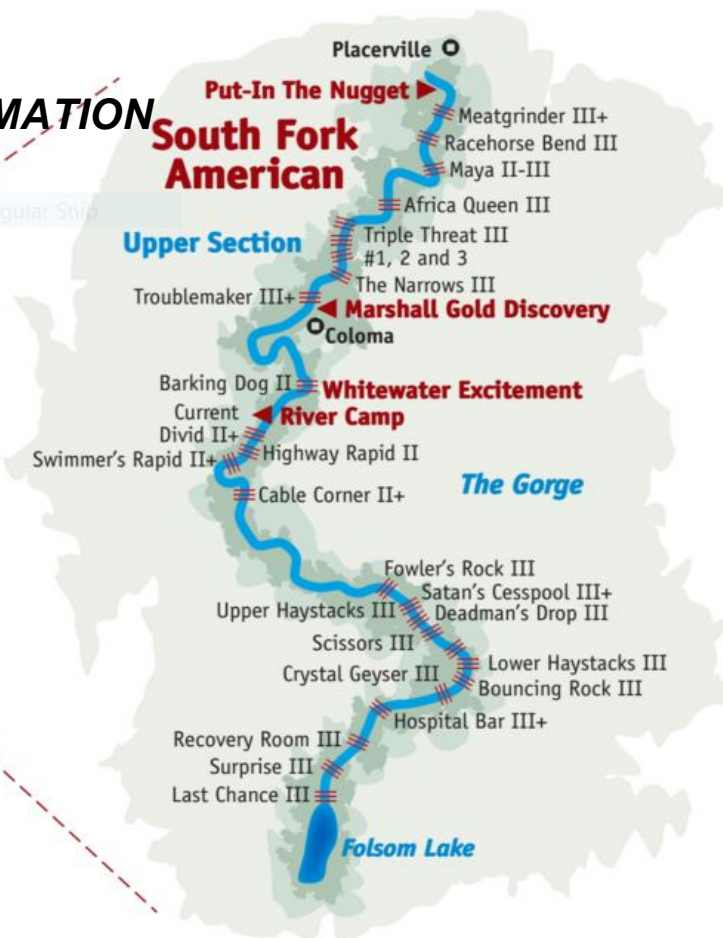 Placerville
Put-In The Nugget
MATION
South Fork
American
Meatgrinder III+
Racehorse Bend III
Maya II-III
gular Snip
Africa Queen III
Upper Section
Triple Threat III
#1, 2 and 3
The Narrows III
Troublemaker III+
Marshall Gold Discovery
Coloma
Barking Dog II
Whitewater Excitement
River Camp
Current
Divid II+
Highway Rapid II
Swimmer's Rapid II+
Cable Corner II+
The Gorge
Fowler's Rock III
Satan's Cesspool III+
Upper Haystacks III
Deadman's Drop III
Scissors III
Lower Haystacks III
Crystal Geyser III
Bouncing Rock III
Hospital Bar III+
Recovery Room III
Surprise III
Last Chance III
Folsom Lake